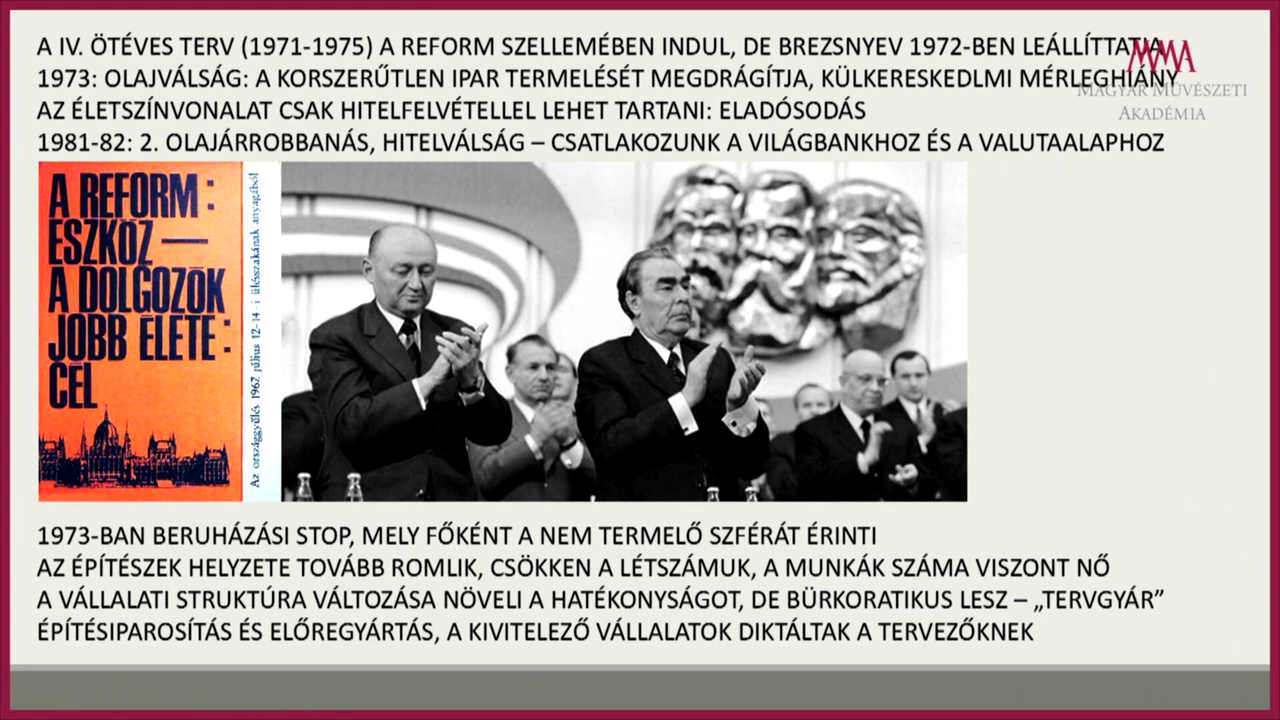 A IV. ÖTÉVES TERV (1971-1975) A REFORM SZELLEMÉBEN INDUL, DE BREZSNYEV 1972-BEN LEÁLLÍTTATJA
1973: OLAJVÁLSÁG: A KORSZERŰTLEN IPAR TERMELÉSÉT MEGDRÁGÍTJA, KÜLKERESKEDLMI MÉRLEGHIÁNY
AZ ÉLETSZÍNVONALAT CSAK HITELFELVÉTELLEL LEHET TARTANI: ELADÓSODÁS
1981-82: 2. OLAJÁRROBBANÁS, HITELVÁLSÁG – CSATLAKOZUNK A VILÁGBANKHOZ ÉS A VALUTAALAPHOZ
MMA
MAGYAR MŰVÉSZETI
AKADÉMIA
A REFORM :
ESZKÖZ —
A DOLGOZÓK
JOBB ÉLETE :
CÉL
Az országgyűlés 1967 július 12-14-i ülésszakának anyagából
1973-BAN BERUHÁZÁSI STOP, MELY FŐKÉNT A NEM TERMELŐ SZFÉRÁT ÉRINTI
AZ ÉPÍTÉSZEK HELYZETE TOVÁBB ROMLIK, CSÖKKEN A LÉTSZÁMUK, A MUNKÁK SZÁMA VISZONT NŐ
A VÁLLALATI STRUKTÚRA VÁLTOZÁSA NÖVELI A HATÉKONYSÁGOT, DE BÜRKORATIKUS LESZ – „TERVGYÁR”
ÉPÍTÉSIPAROSÍTÁS ÉS ELŐREGYÁRTÁS, A KIVITELEZŐ VÁLLALATOK DIKTÁLTAK A TERVEZŐKNEK